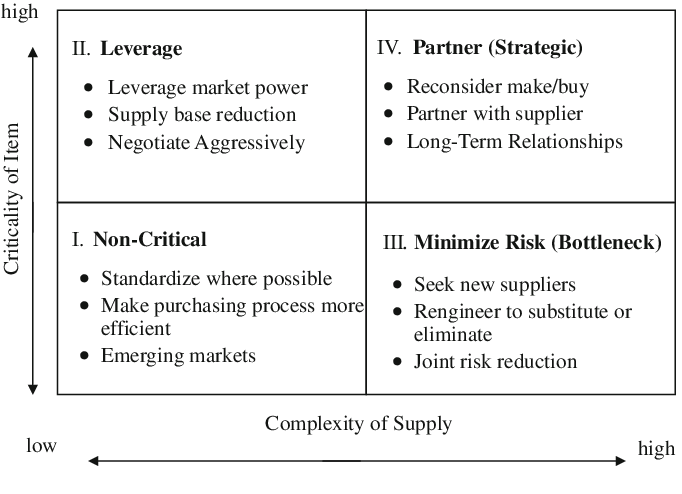 high
II. Leverage
● Leverage market power
● Supply base reduction
● Negotiate Aggressively
IV. Partner (Strategic)
● Reconsider make/buy
● Partner with supplier
● Long-Term Relationships
Criticality of Item
I. Non-Critical
● Standardize where possible
● Make purchasing process more
efficient
● Emerging markets
III. Minimize Risk (Bottleneck)
● Seek new suppliers
● Rengineer to substitute or
eliminate
● Joint risk reduction
Complexity of Supply
low
high